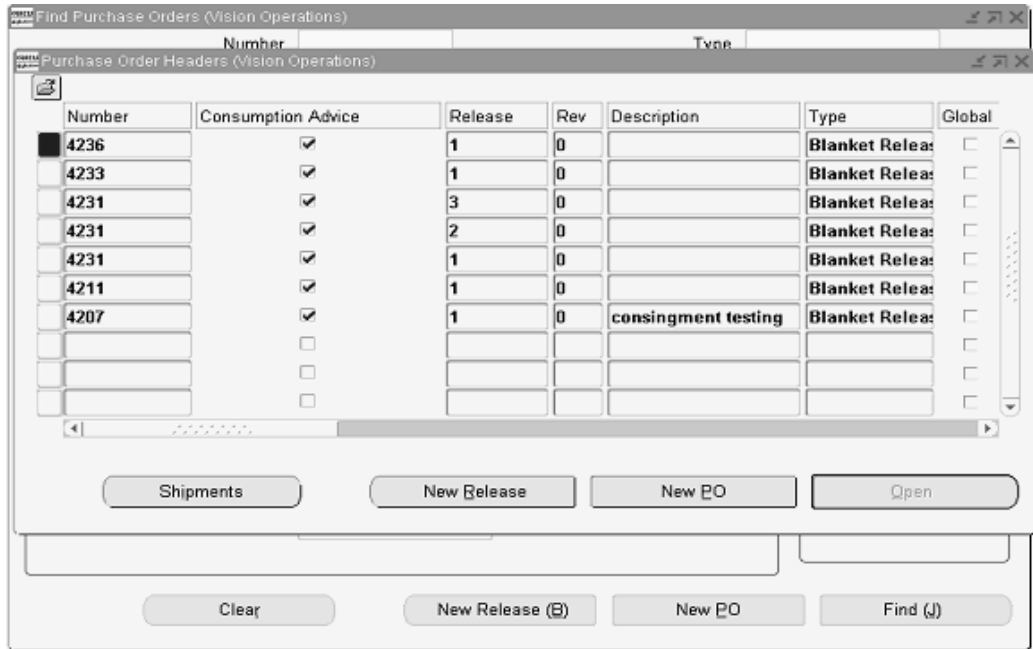 Find Purchase Orders (Vision Operations)
Number Type
Purchase Order Headers (Vision Operations)
Number Consumption Advice Release Rev Description Type Global
4236 1 0 Blanket Releas
4233 1 0 Blanket Releas
4231 3 0 Blanket Releas
4231 2 0 Blanket Releas
4231 1 0 Blanket Releas
4211 1 0 Blanket Releas
4207 1 0 consingment testing Blanket Releas
Shipments New Release New PO Open
Clear New Release (B) New PO Find (J)